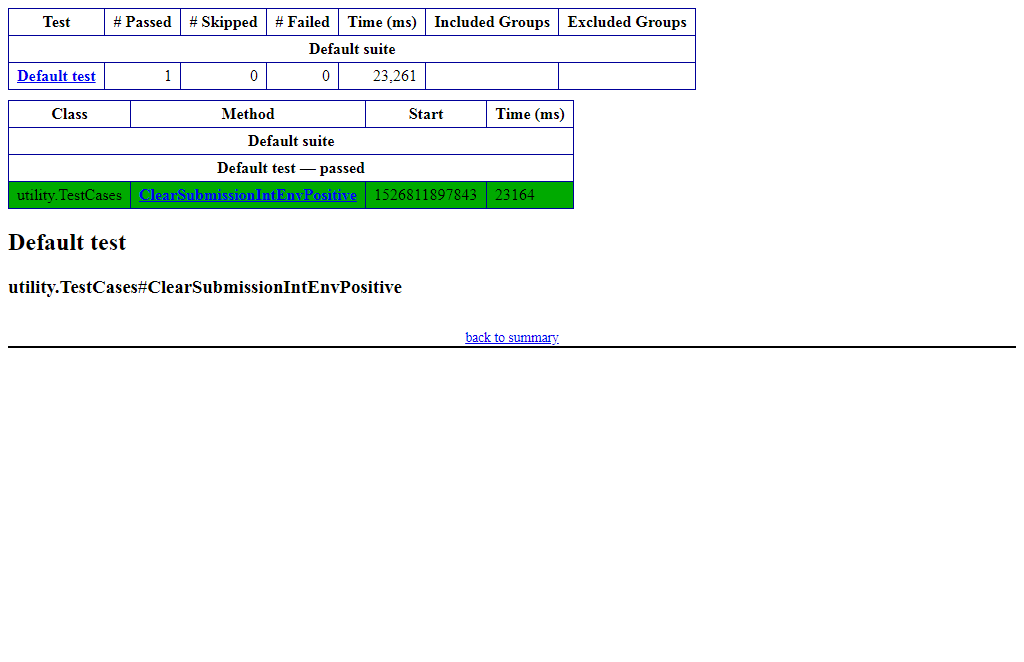 Test # Passed # Skipped # Failed Time (ms) Included Groups Excluded Groups
Default suite
Default test 1 0 0 23,261
Class Method Start Time (ms)
Default suite
Default test — passed
utility.TestCases ClearSubmissionIntEnvPositive 1526811897843 23164
Default test
utility.TestCases#ClearSubmissionIntEnvPositive
back to summary